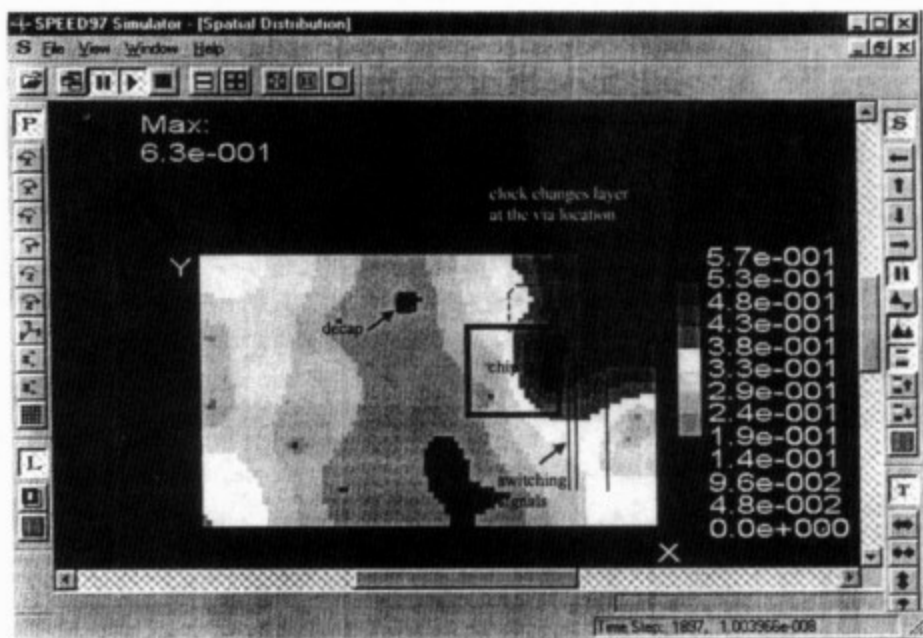 SPEED97 Simulator - [Spatial Distribution]
S File View Window Help
P
S
Max:
6.3e-001
clock changes layer
at the via location
Y
5.7e-001
5.3e-001
4.8e-001
4.3e-001
3.8e-001
3.3e-001
2.9e-001
2.4e-001
1.9e-001
1.4e-001
9.6e-002
4.8e-002
0.0e+000
decap
chip
switching
signals
L
T
X
Time Step: 1897, 1.003966e-008